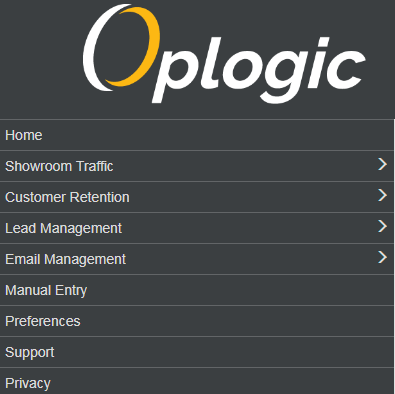 Oplogic
Home
Showroom Traffic
Customer Retention
Lead Management
Email Management
Manual Entry
Preferences
Support
Privacy